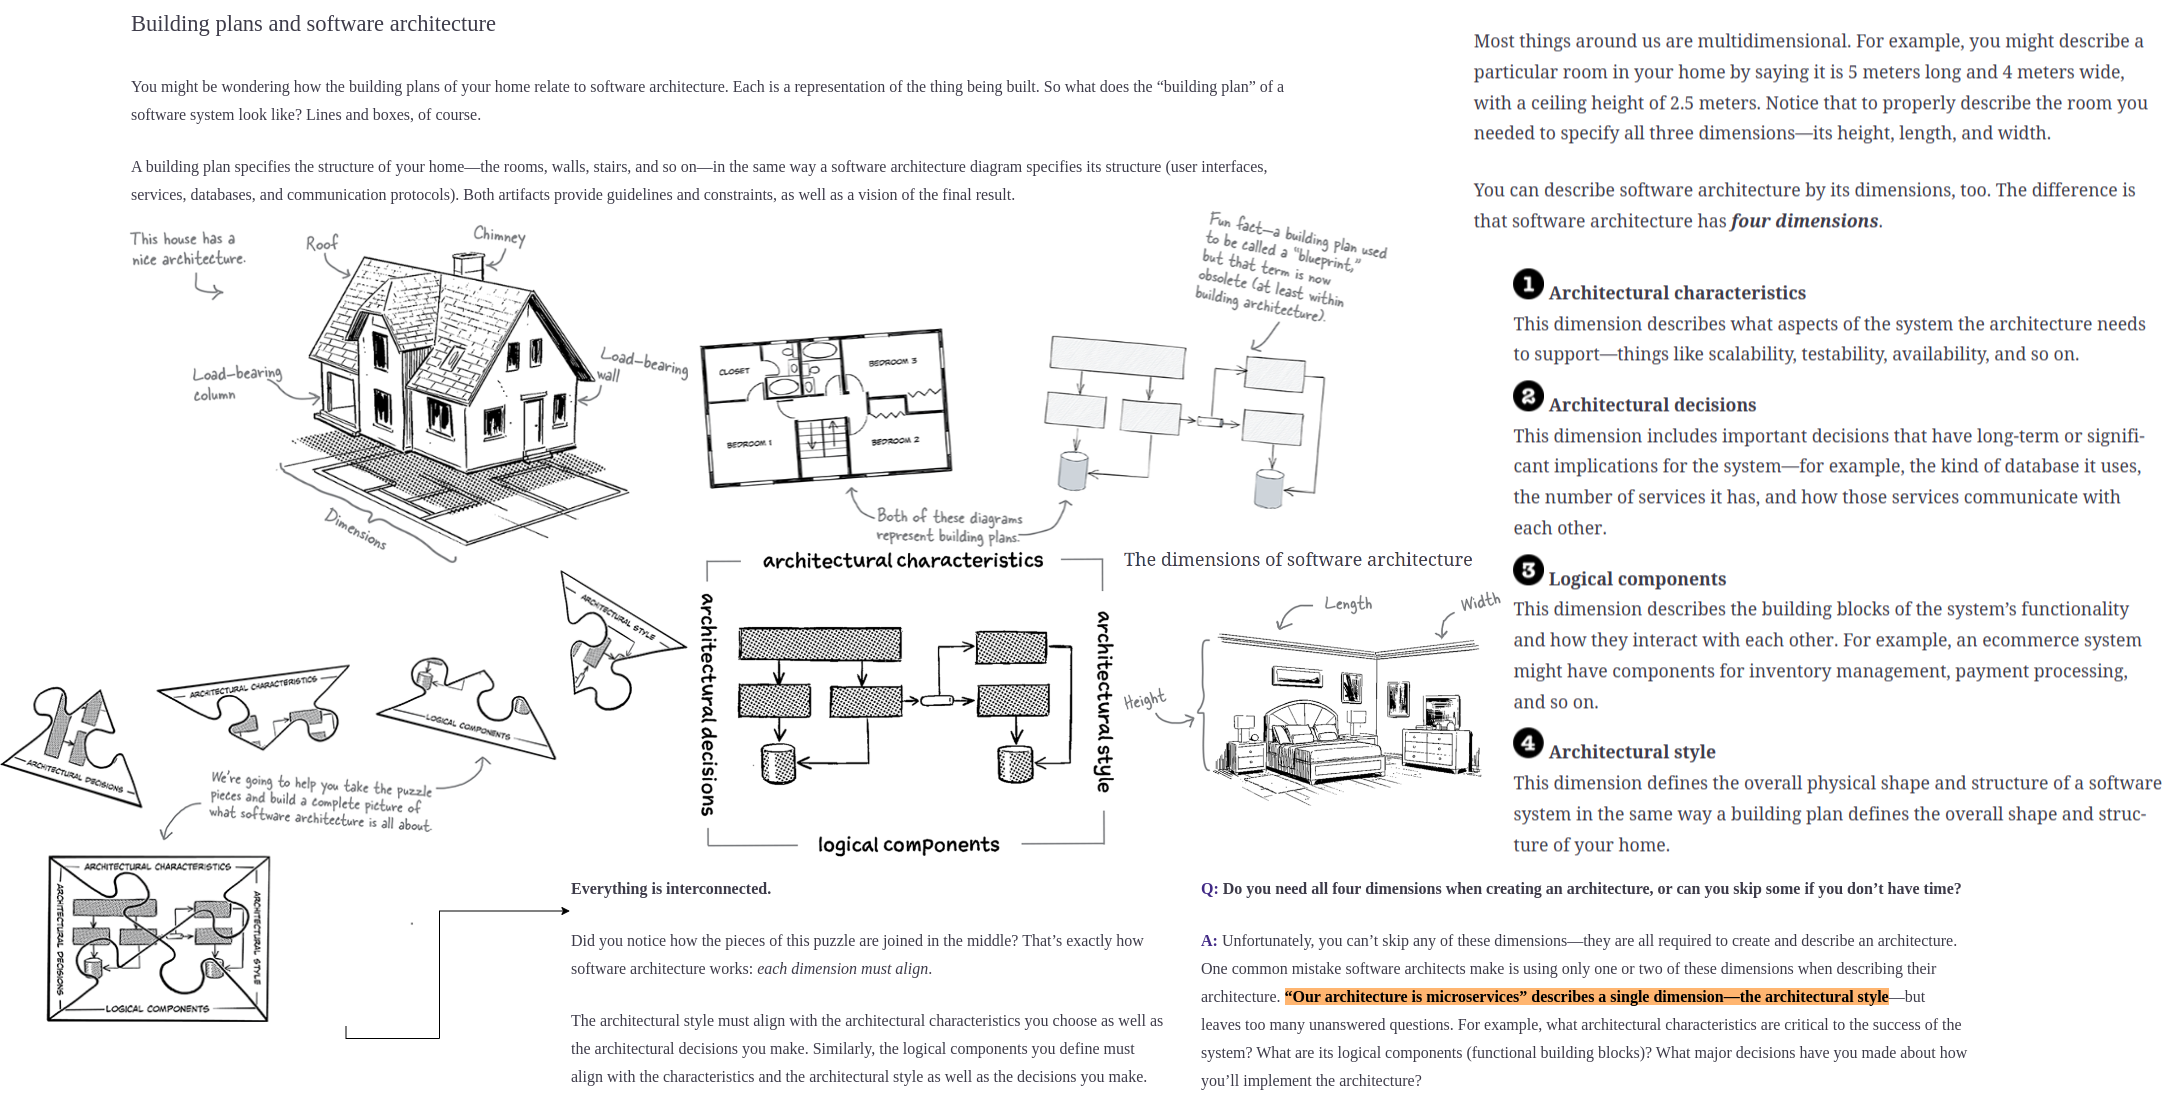 Building plans and software architecture
You might be wondering how the building plans of your home relate to software architecture. Each is a representation of the thing being built. So what does the “building plan” of a
software system look like? Lines and boxes, of course.
A building plan specifies the structure of your home—the rooms, walls, stairs, and so on—in the same way a software architecture diagram specifies its structure (user interfaces,
services, databases, and communication protocols). Both artifacts provide guidelines and constraints, as well as a vision of the final result.
This house has a
nice architecture.
Roof
Chimney
Load-bearing
column
Load-bearing
wall
Dimensions
CLOSET
BEDROOM 3
BEDROOM 1
BEDROOM 2
Fun fact—a building plan used
to be called a “blueprint,”
but that term is now
obsolete (at least within
building architecture).
Both of these diagrams
represent building plans.
architectural characteristics
architectural decisions
architectural style
logical components
ARCHITECTURAL DECISIONS
ARCHITECTURAL CHARACTERISTICS
LOGICAL COMPONENTS
ARCHITECTURAL STYLE
We’re going to help you take the puzzle
pieces and build a complete picture of
what software architecture is all about.
ARCHITECTURAL CHARACTERISTICS
ARCHITECTURAL DECISIONS
ARCHITECTURAL STYLE
LOGICAL COMPONENTS
The dimensions of software architecture
Length
Width
Height
Most things around us are multidimensional. For example, you might describe a
particular room in your home by saying it is 5 meters long and 4 meters wide,
with a ceiling height of 2.5 meters. Notice that to properly describe the room you
needed to specify all three dimensions—its height, length, and width.
You can describe software architecture by its dimensions, too. The difference is
that software architecture has four dimensions.
1 Architectural characteristics
This dimension describes what aspects of the system the architecture needs
to support—things like scalability, testability, availability, and so on.
2 Architectural decisions
This dimension includes important decisions that have long-term or signifi-
cant implications for the system—for example, the kind of database it uses,
the number of services it has, and how those services communicate with
each other.
3 Logical components
This dimension describes the building blocks of the system’s functionality
and how they interact with each other. For example, an ecommerce system
might have components for inventory management, payment processing,
and so on.
4 Architectural style
This dimension defines the overall physical shape and structure of a software
system in the same way a building plan defines the overall shape and struc-
ture of your home.
Everything is interconnected.
Did you notice how the pieces of this puzzle are joined in the middle? That’s exactly how
software architecture works: each dimension must align.
The architectural style must align with the architectural characteristics you choose as well as
the architectural decisions you make. Similarly, the logical components you define must
align with the characteristics and the architectural style as well as the decisions you make.
Q: Do you need all four dimensions when creating an architecture, or can you skip some if you don’t have time?
A: Unfortunately, you can’t skip any of these dimensions—they are all required to create and describe an architecture.
One common mistake software architects make is using only one or two of these dimensions when describing their
architecture. “Our architecture is microservices” describes a single dimension—the architectural style—but
leaves too many unanswered questions. For example, what architectural characteristics are critical to the success of the
system? What are its logical components (functional building blocks)? What major decisions have you made about how
you’ll implement the architecture?